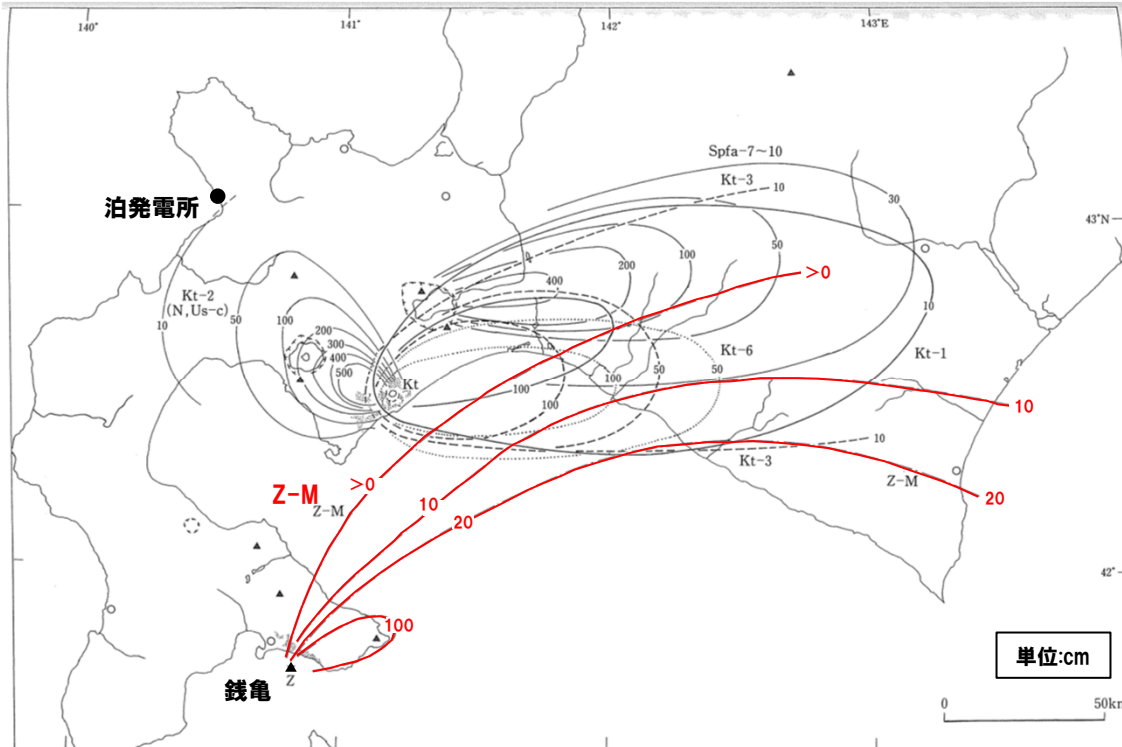 140°
141°
142°
143°E
Spfa-7~10
Kt-3
10
30
泊発電所
43°N
50
100
200
>0
400
Kt-2
(N,Us-c)
10
50
100
200
300
400
500
10
Kt-6
Kt-1
Kt
100
100
50
50
100
10
10
Kt-3
>0
Z-M
Z-M
10
20
Z-M
20
42°
100
単位:cm
Z
銭亀
0
50km